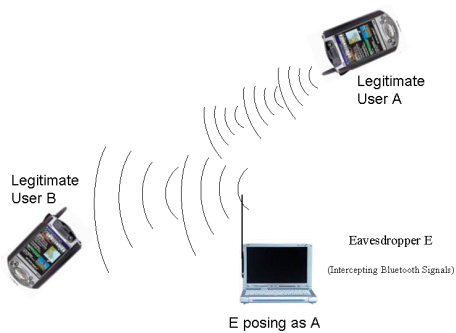 Legitimate
User A
Legitimate
User B
Eavesdropper E
(Intercepting Bluetooth Signals)
E posing as A